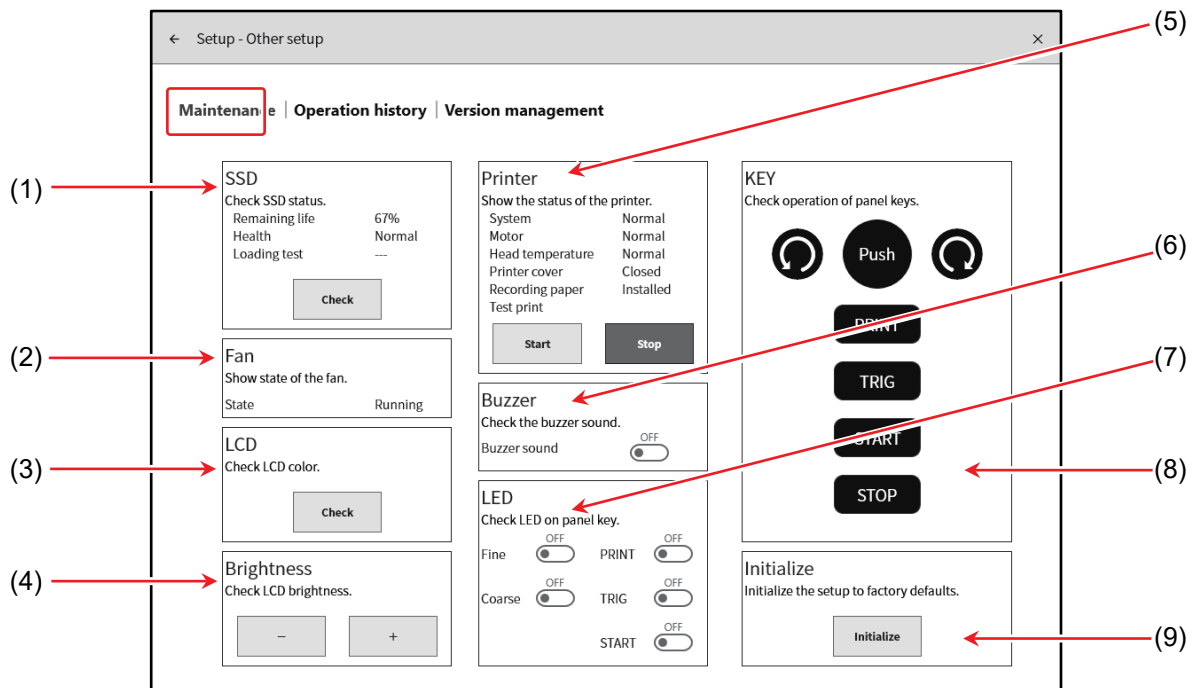 ← Setup - Other setup ×
Maintenance | Operation history | Version management
(1)
SSD
Check SSD status.
Remaining life 67%
Health Normal
Loading test ---
Check
(2)
Fan
Show state of the fan.
State Running
(3)
LCD
Check LCD color.
Check
(4)
Brightness
Check LCD brightness.
− +
(5)
Printer
Show the status of the printer.
System Normal
Motor Normal
Head temperature Normal
Printer cover Closed
Recording paper Installed
Test print
Start Stop
(6)
Buzzer
Check the buzzer sound.
OFF
Buzzer sound
(7)
LED
Check LED on panel key.
OFF OFF
Fine PRINT
OFF OFF
Coarse TRIG
OFF
START
KEY
Check operation of panel keys.
Push
PRINT
TRIG
START
STOP
(8)
Initialize
Initialize the setup to factory defaults.
Initialize
(9)